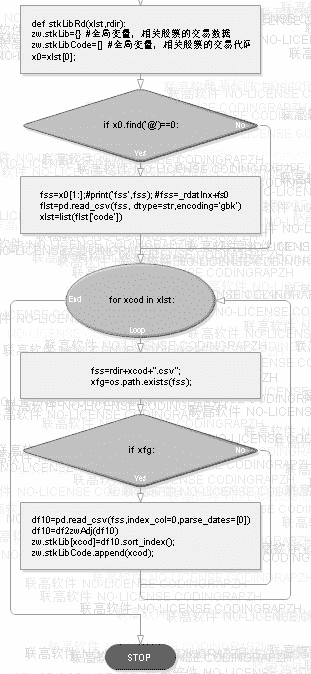 def stkLibRd(xlst,rdir):
zw.stkLib={} #全局变量，相关股票的交易数据
zw.stkLibCode=[] #全局变量，相关股票的交易代码
x0=xlst[0];
if x0.find('@')==0:
No
Yes
fss=x0[1:];#print('fss',fss); #fss=_rdatInx+fs0
flst=pd.read_csv(fss, dtype=str,encoding='gbk')
xlst=list(flst['code'])
End
for xcod in xlst:
Loop
fss=rdir+xcod+".csv";
xfg=os.path.exists(fss);
if xfg:
No
Yes
df10=pd.read_csv(fss,index_col=0,parse_dates=[0])
df10=df2zwAdj(df10)
zw.stkLib[xcod]=df10.sort_index();
zw.stkLibCode.append(xcod);
STOP